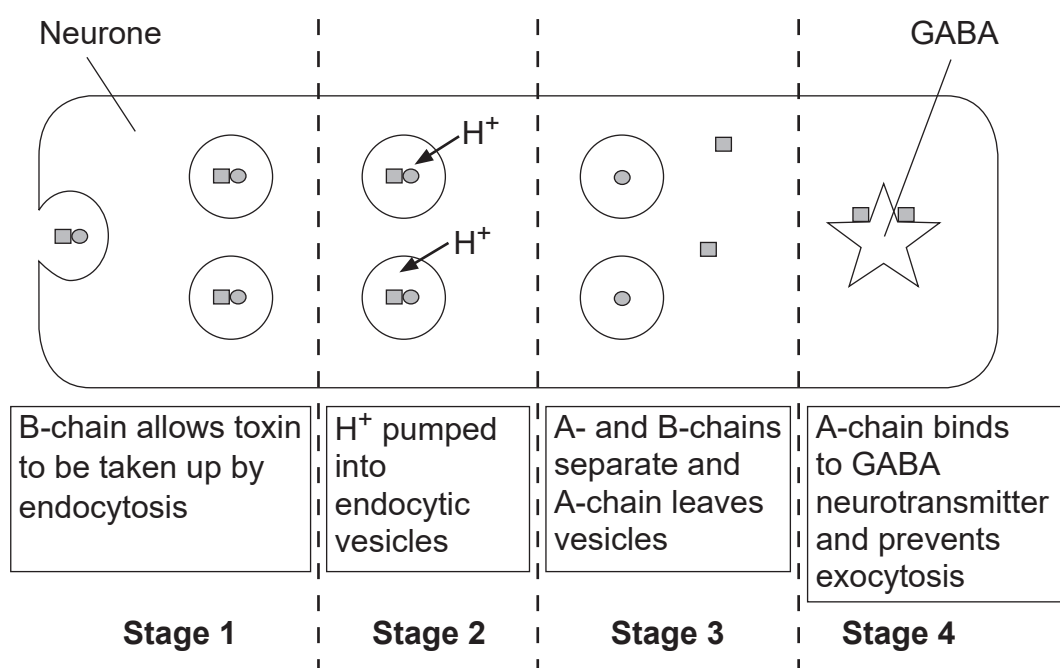 Neurone
GABA
H⁺
H⁺
B-chain allows toxin
to be taken up by
endocytosis
H⁺ pumped
into
endocytic
vesicles
A- and B-chains
separate and
A-chain leaves
vesicles
A-chain binds
to GABA
neurotransmitter
and prevents
exocytosis
Stage 1
Stage 2
Stage 3
Stage 4